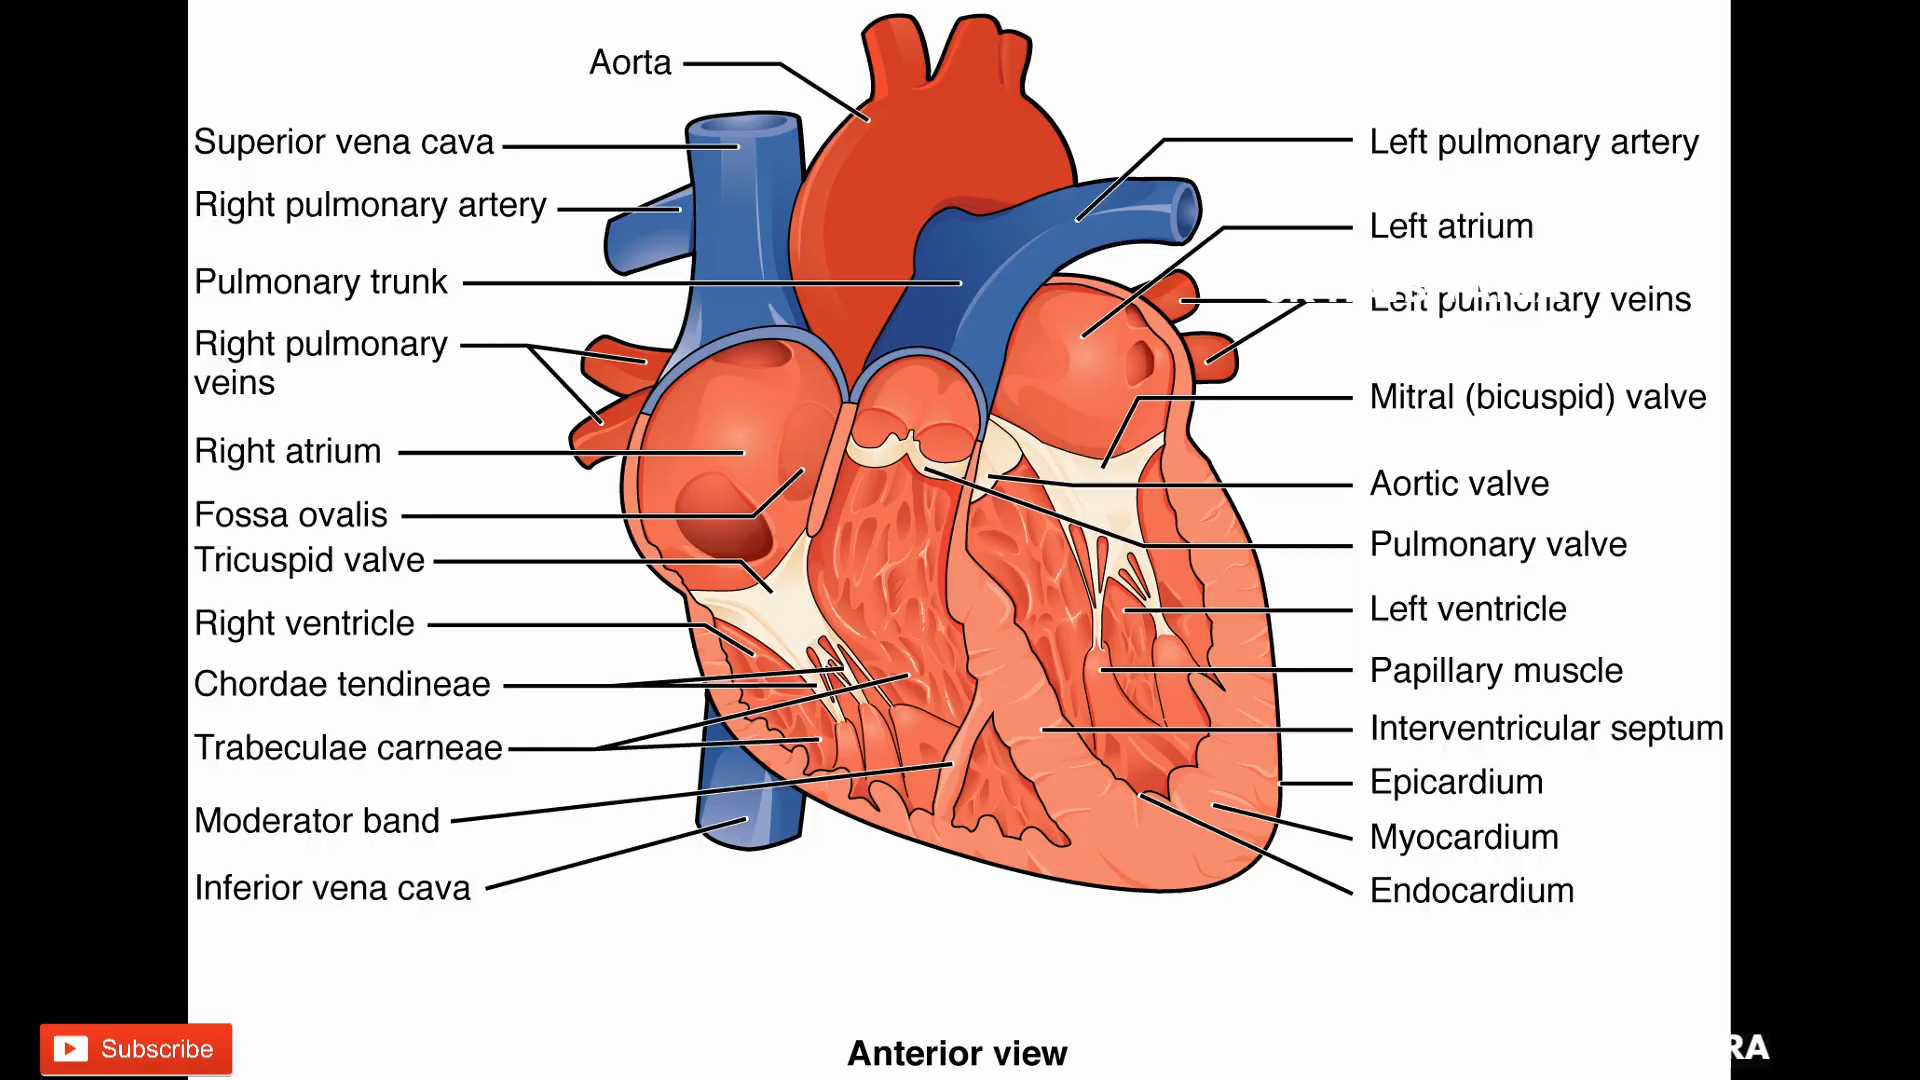 Aorta
Superior vena cava
Right pulmonary artery
Pulmonary trunk
Right pulmonary
veins
Right atrium
Fossa ovalis
Tricuspid valve
Right ventricle
Chordae tendineae
Trabeculae carneae
Moderator band
Inferior vena cava
Left pulmonary artery
Left atrium
Left pulmonary veins
Mitral (bicuspid) valve
Aortic valve
Pulmonary valve
Left ventricle
Papillary muscle
Interventricular septum
Epicardium
Myocardium
Endocardium
Anterior view
Subscribe